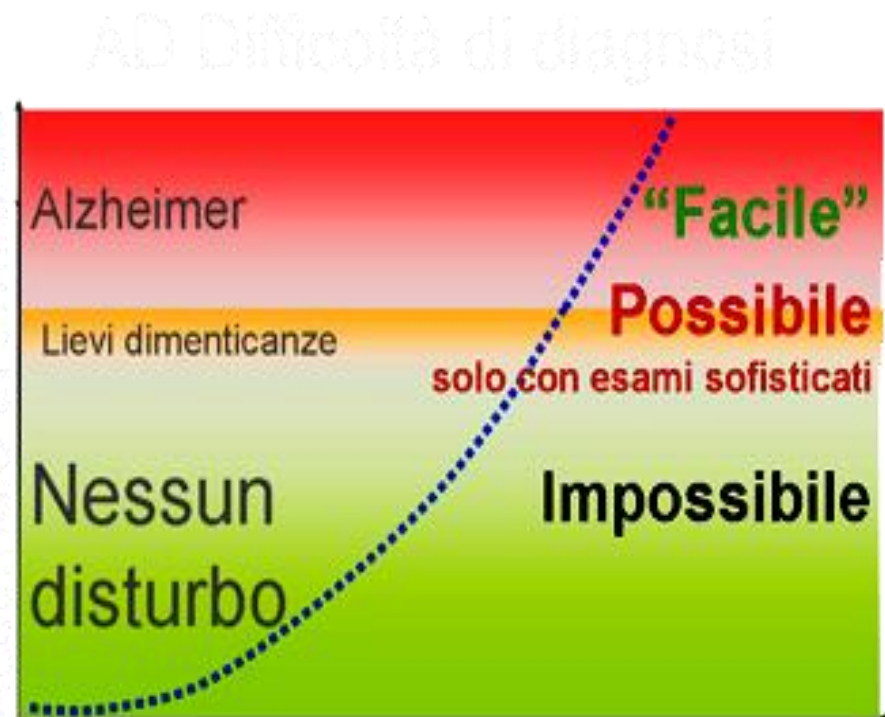 AD Difficoltà di diagnosi
Alzheimer
"Facile"
Possibile
Lievi dimenticanze
solo con esami sofisticati
Nessun
disturbo
Impossibile